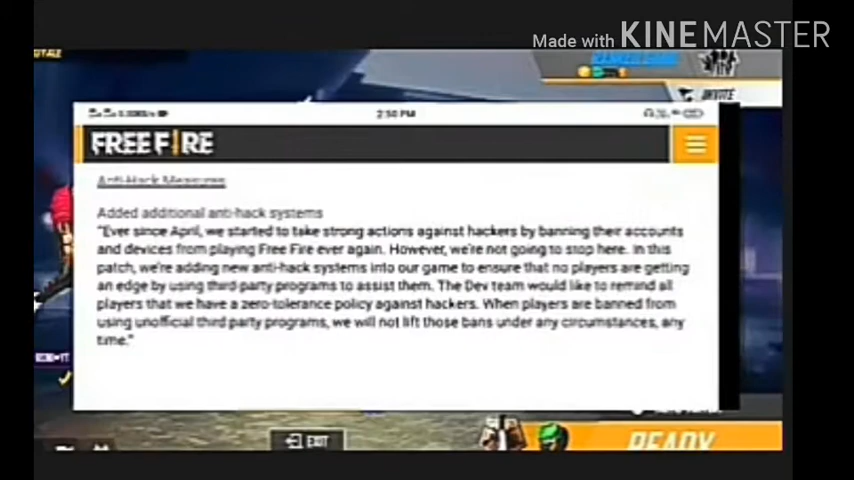 Made with KINEMASTER
INVITE
2:50 PM
FREE FIRE
Anti-Hack Measures
Added additional anti-hack systems
"Ever since April, we started to take strong actions against hackers by banning their accounts
and devices from playing Free Fire ever again. However, we're not going to stop here. In this
patch, we're adding new anti-hack systems into our game to ensure that no players are getting
an edge by using third-party programs to assist them. The Dev team would like to remind all
players that we have a zero-tolerance policy against hackers. When players are banned from
using unofficial third party programs, we will not lift those bans under any circumstances, any
time."
EXIT
READY